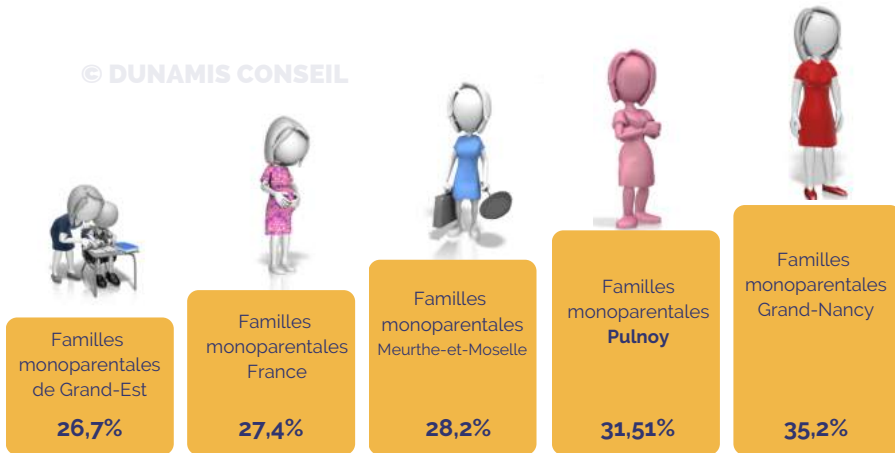 © DUNAMIS CONSEIL
Familles
monoparentales
de Grand-Est
26,7%
Familles
monoparentales
France
27,4%
Familles
monoparentales
Meurthe-et-Moselle
28,2%
Familles
monoparentales
Pulnoy
31,51%
Familles
monoparentales
Grand-Nancy
35,2%